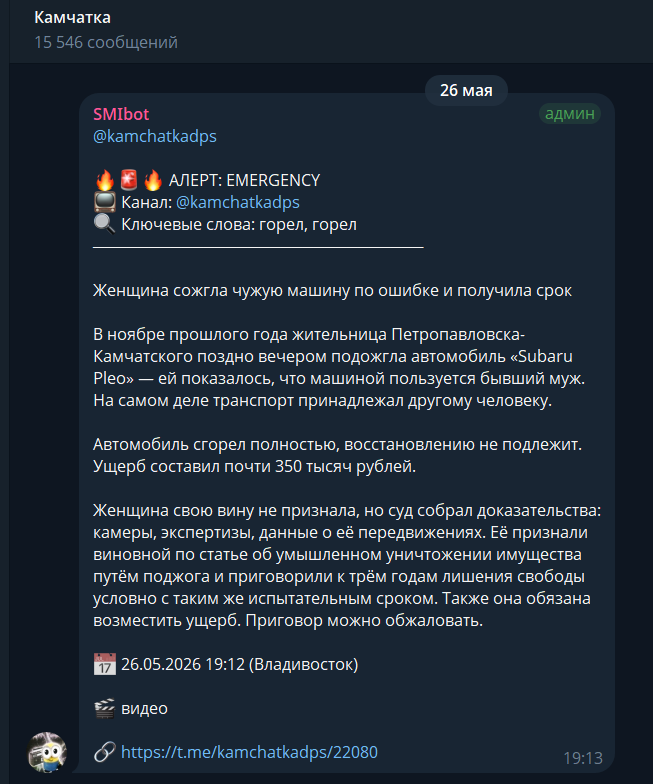 Камчатка
15 546 сообщений
26 мая
SMIbot
админ
@kamchatkadps
🔥🚨🔥 АЛЕРТ: EMERGENCY
📺 Канал: @kamchatkadps
🔍 Ключевые слова: горел, горел
Женщина сожгла чужую машину по ошибке и получила срок
В ноябре прошлого года жительница Петропавловска-
Камчатского поздно вечером подожгла автомобиль «Subaru
Pleo» — ей показалось, что машиной пользуется бывший муж.
На самом деле транспорт принадлежал другому человеку.
Автомобиль сгорел полностью, восстановлению не подлежит.
Ущерб составил почти 350 тысяч рублей.
Женщина свою вину не признала, но суд собрал доказательства:
камеры, экспертизы, данные о её передвижениях. Её признали
виновной по статье об умышленном уничтожении имущества
путём поджога и приговорили к трём годам лишения свободы
условно с таким же испытательным сроком. Также она обязана
возместить ущерб. Приговор можно обжаловать.
📅 26.05.2026 19:12 (Владивосток)
🎬 видео
🔗 https://t.me/kamchatkadps/22080
19:13